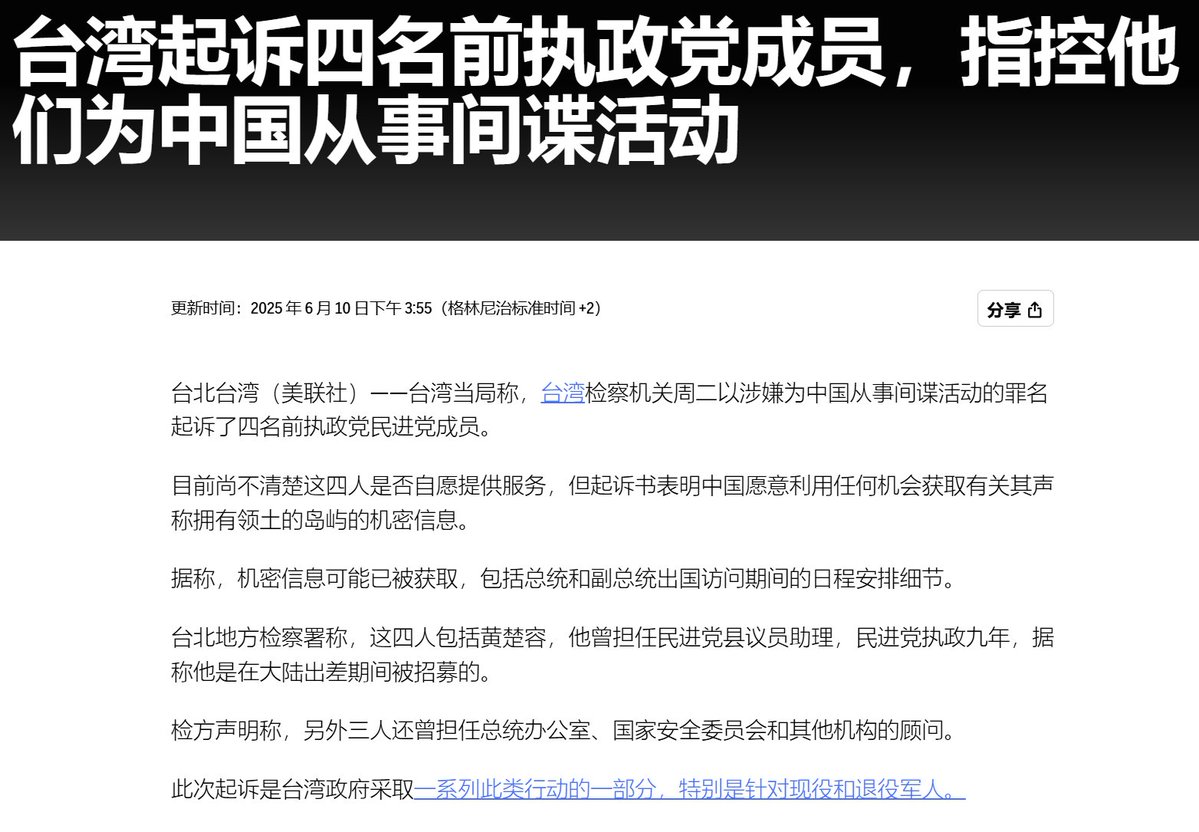 台湾起诉四名前执政党成员，指控他
们为中国从事间谍活动
更新时间：2025 年 6 月 10 日下午 3:55（格林尼治标准时间 +2）
分享
台北台湾（美联社）——台湾当局称，台湾检察机关周二以涉嫌为中国从事间谍活动的罪名
起诉了四名前执政党民进党成员。
目前尚不清楚这四人是否自愿提供服务，但起诉书表明中国愿意利用任何机会获取有关其声
称拥有领土的岛屿的机密信息。
据称，机密信息可能已被获取，包括总统和副总统出国访问期间的日程安排细节。
台北地方检察署称，这四人包括黄楚容，他曾担任民进党县议员助理，民进党执政九年，据
称他是在大陆出差期间被招募的。
检方声明称，另外三人还曾担任总统办公室、国家安全委员会和其他机构的顾问。
此次起诉是台湾政府采取一系列此类行动的一部分，特别是针对现役和退役军人。